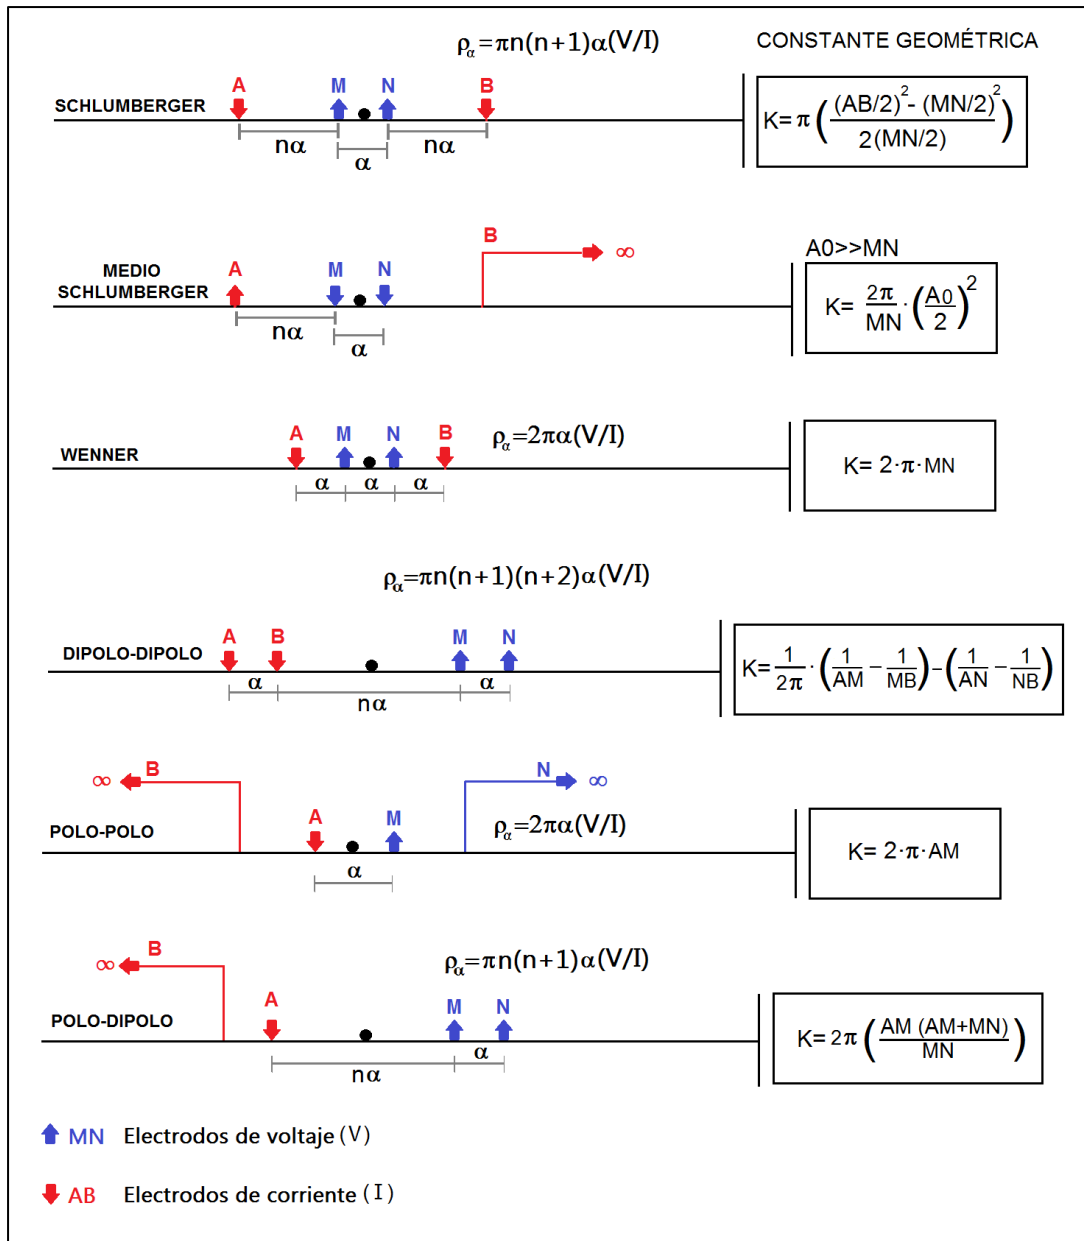 ρα=πn(n+1)α(V/I)
CONSTANTE GEOMÉTRICA
SCHLUMBERGER
A M N B
nα α nα
K= π ( (AB/2)² - (MN/2)² / 2(MN/2) )
MEDIO
SCHLUMBERGER
A M N B ∞
nα α
A0>>MN
K= 2π/MN · (A0/2)²
WENNER
A M N B
ρα=2πα(V/I)
α α α
K= 2·π·MN
ρα=πn(n+1)(n+2)α(V/I)
DIPOLO-DIPOLO
A B M N
α nα α
K= 1/2π · (1/AM − 1/MB) − (1/AN − 1/NB)
∞ B N ∞
POLO-POLO
A M
ρα=2πα(V/I)
α
K= 2·π·AM
∞ B
ρα=πn(n+1)α(V/I)
POLO-DIPOLO
A M N
nα α
K= 2π ( AM (AM+MN) / MN )
MN Electrodos de voltaje (V)
AB Electrodos de corriente (I)